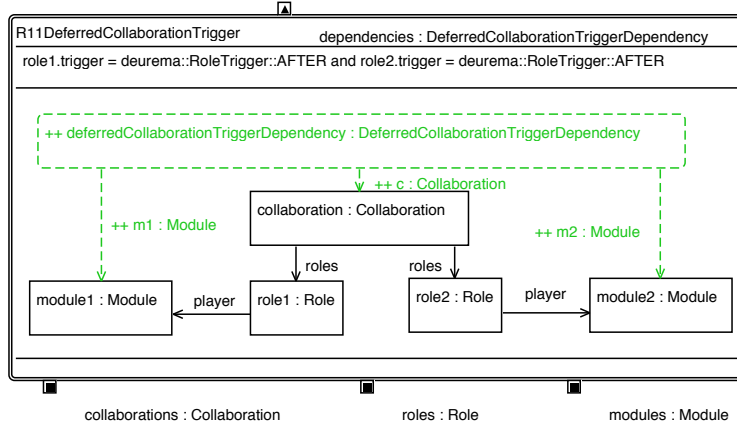 R11DeferredCollaborationTrigger
dependencies : DeferredCollaborationTriggerDependency
role1.trigger = deurema::RoleTrigger::AFTER and role2.trigger = deurema::RoleTrigger::AFTER
++ deferredCollaborationTriggerDependency : DeferredCollaborationTriggerDependency
++ c : Collaboration
collaboration : Collaboration
++ m1 : Module
++ m2 : Module
roles
roles
module1 : Module
player
role1 : Role
role2 : Role
player
module2 : Module
collaborations : Collaboration
roles : Role
modules : Module